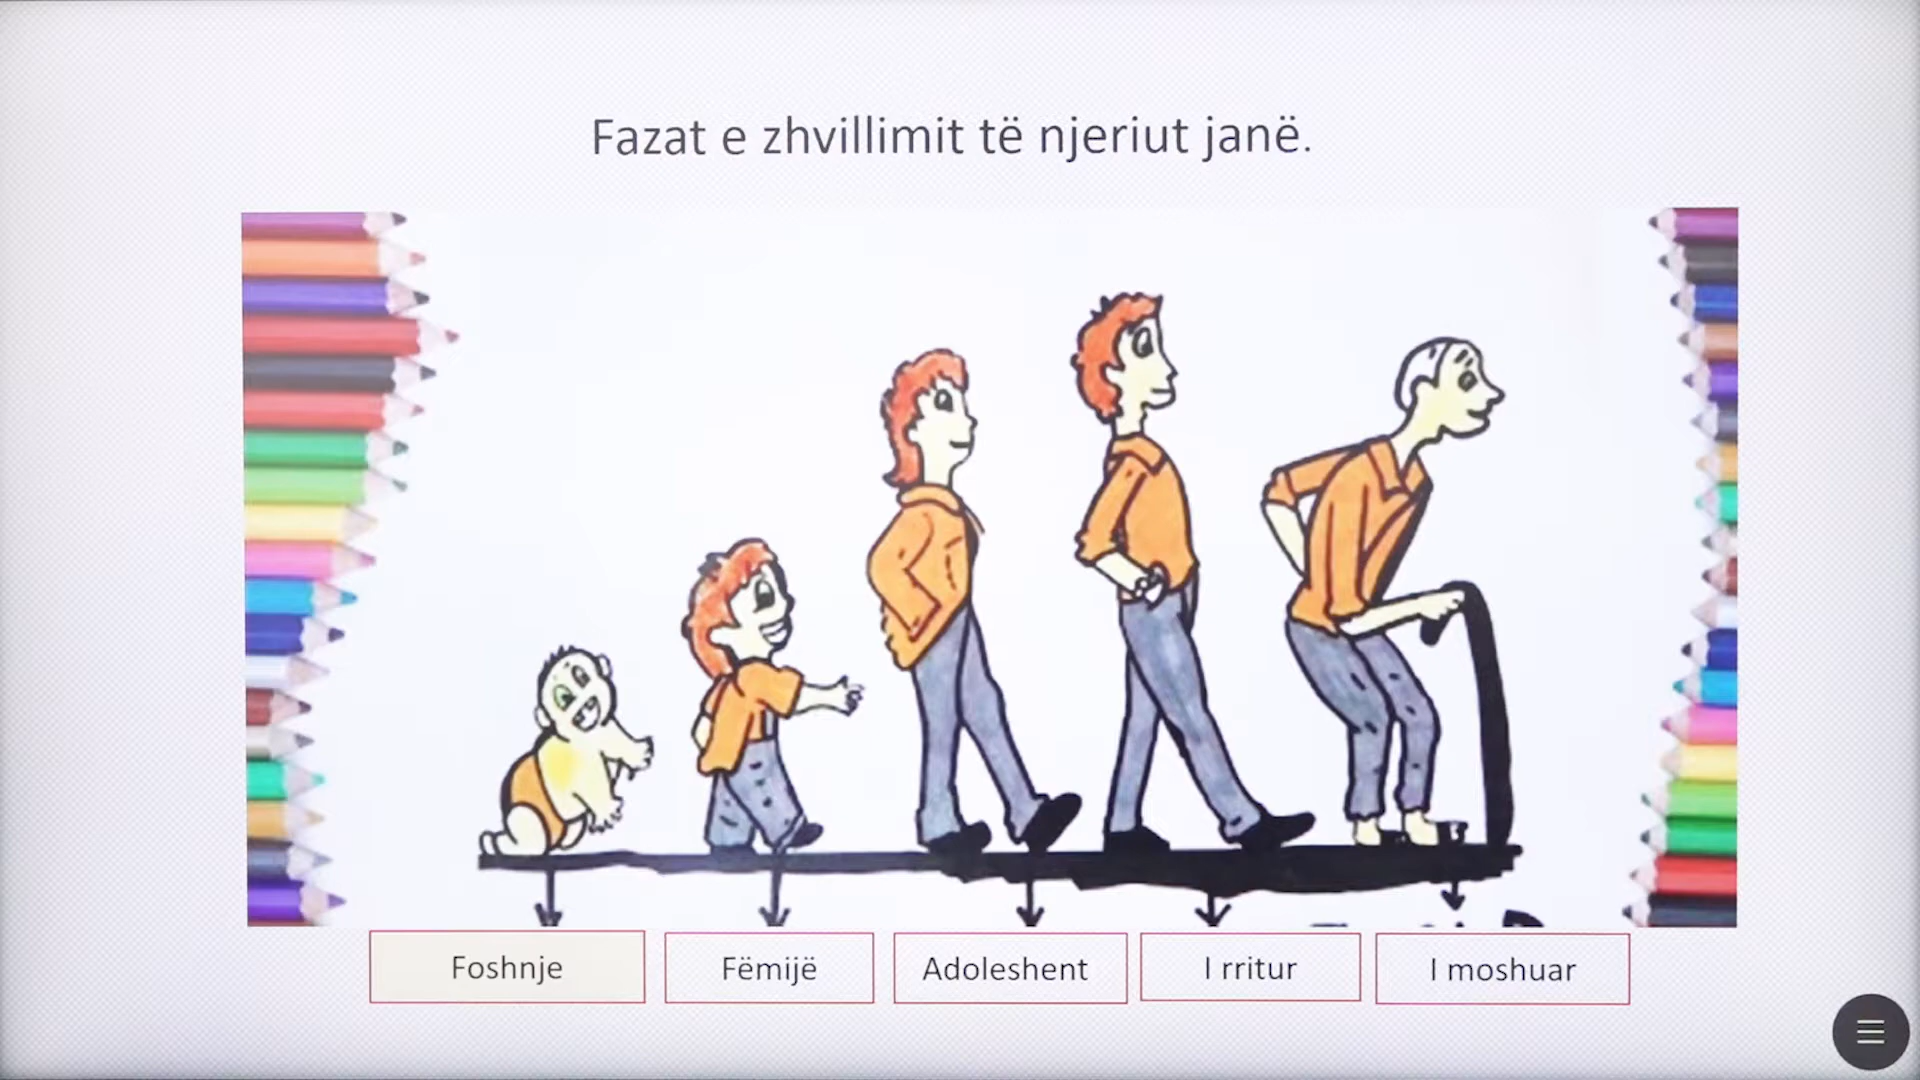 Fazat e zhvillimit të njeriut janë.
Foshnje
Fëmijë
Adoleshent
I rritur
I moshuar